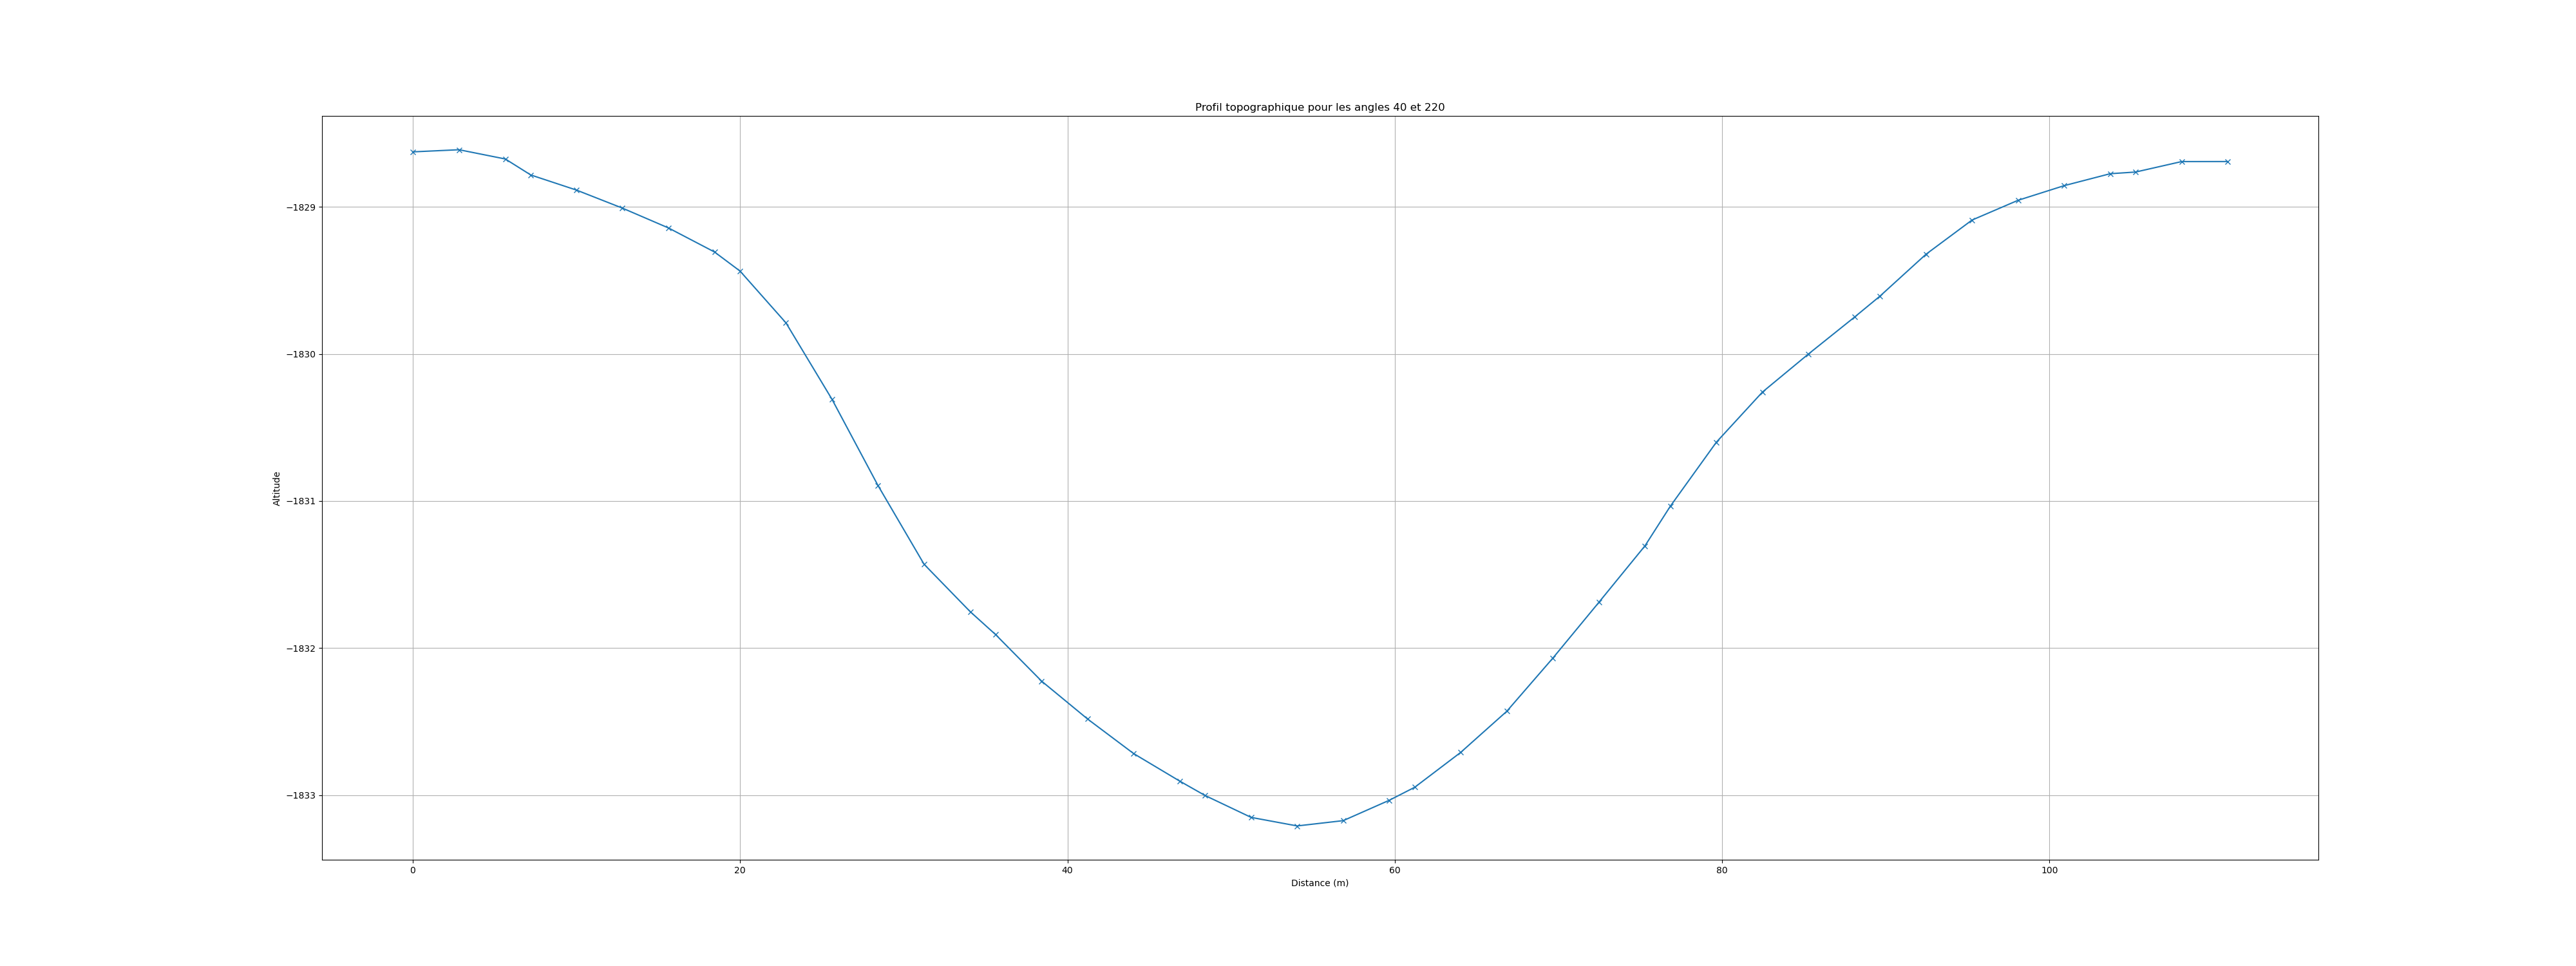 Profil topographique pour les angles 40 et 220
Altitude
−1829
−1830
−1831
−1832
−1833
0 20 40 60 80 100
Distance (m)